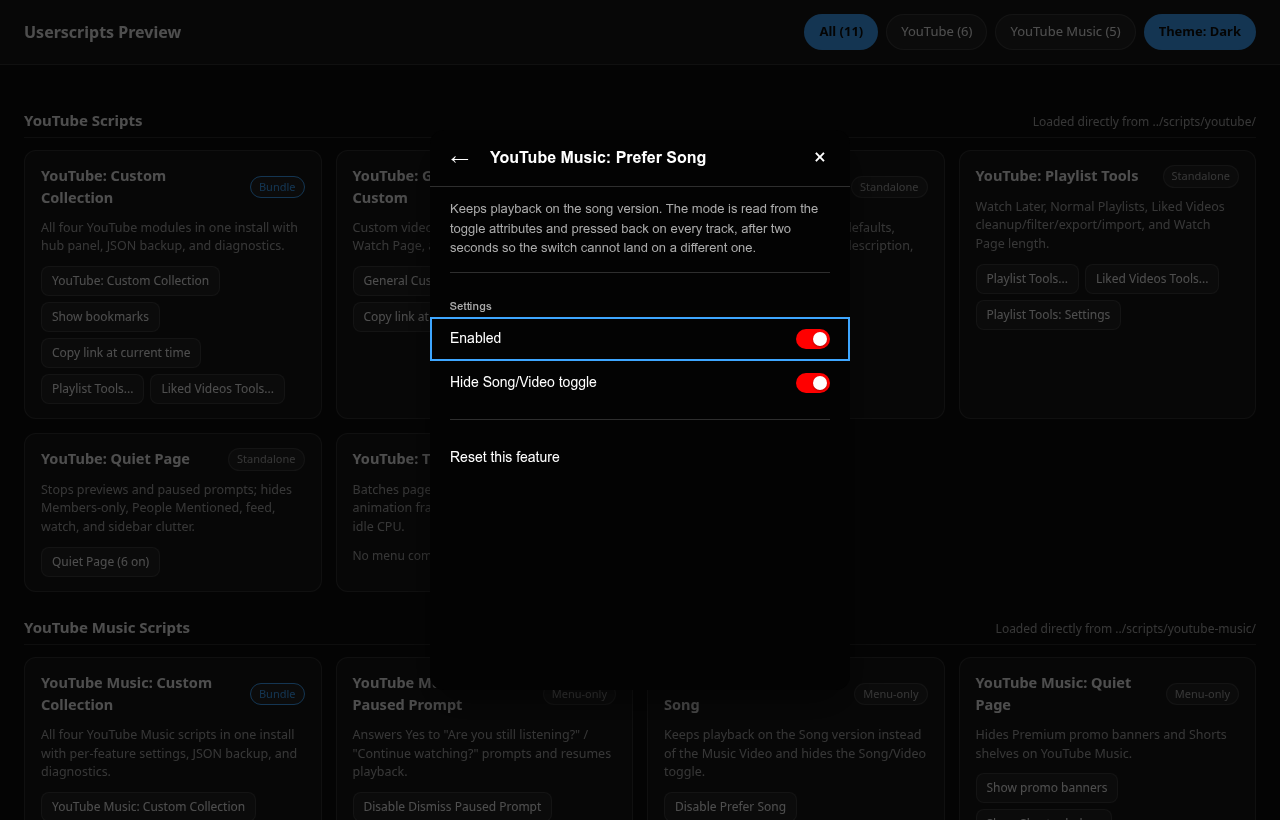 Userscripts Preview
All (11)
YouTube (6)
YouTube Music (5)
Theme: Dark
YouTube Scripts
Loaded directly from ../scripts/youtube/
YouTube: Custom
Collection
Bundle
All four YouTube modules in one install with
hub panel, JSON backup, and diagnostics.
YouTube: Custom Collection
Show bookmarks
Copy link at current time
Playlist Tools...
Liked Videos Tools...
YouTube: G
Custom
Custom video
Watch Page, a
General Cus
Copy link at
Standalone
defaults,
description,
YouTube: Playlist Tools
Standalone
Watch Later, Normal Playlists, Liked Videos
cleanup/filter/export/import, and Watch
Page length.
Playlist Tools...
Liked Videos Tools...
Playlist Tools: Settings
← YouTube Music: Prefer Song ×
Keeps playback on the song version. The mode is read from the
toggle attributes and pressed back on every track, after two
seconds so the switch cannot land on a different one.
Settings
Enabled
Hide Song/Video toggle
Reset this feature
YouTube: Quiet Page
Standalone
Stops previews and paused prompts; hides
Members-only, People Mentioned, feed,
watch, and sidebar clutter.
Quiet Page (6 on)
YouTube: T
Batches page
animation fra
idle CPU.
No menu com
YouTube Music Scripts
Loaded directly from ../scripts/youtube-music/
YouTube Music: Custom
Collection
Bundle
All four YouTube Music scripts in one install
with per-feature settings, JSON backup, and
diagnostics.
YouTube Music: Custom Collection
YouTube M
Paused Prompt
Menu-only
Answers Yes to "Are you still listening?" /
"Continue watching?" prompts and resumes
playback.
Disable Dismiss Paused Prompt
Song
Menu-only
Keeps playback on the Song version instead
of the Music Video and hides the Song/Video
toggle.
Disable Prefer Song
YouTube Music: Quiet
Page
Menu-only
Hides Premium promo banners and Shorts
shelves on YouTube Music.
Show promo banners